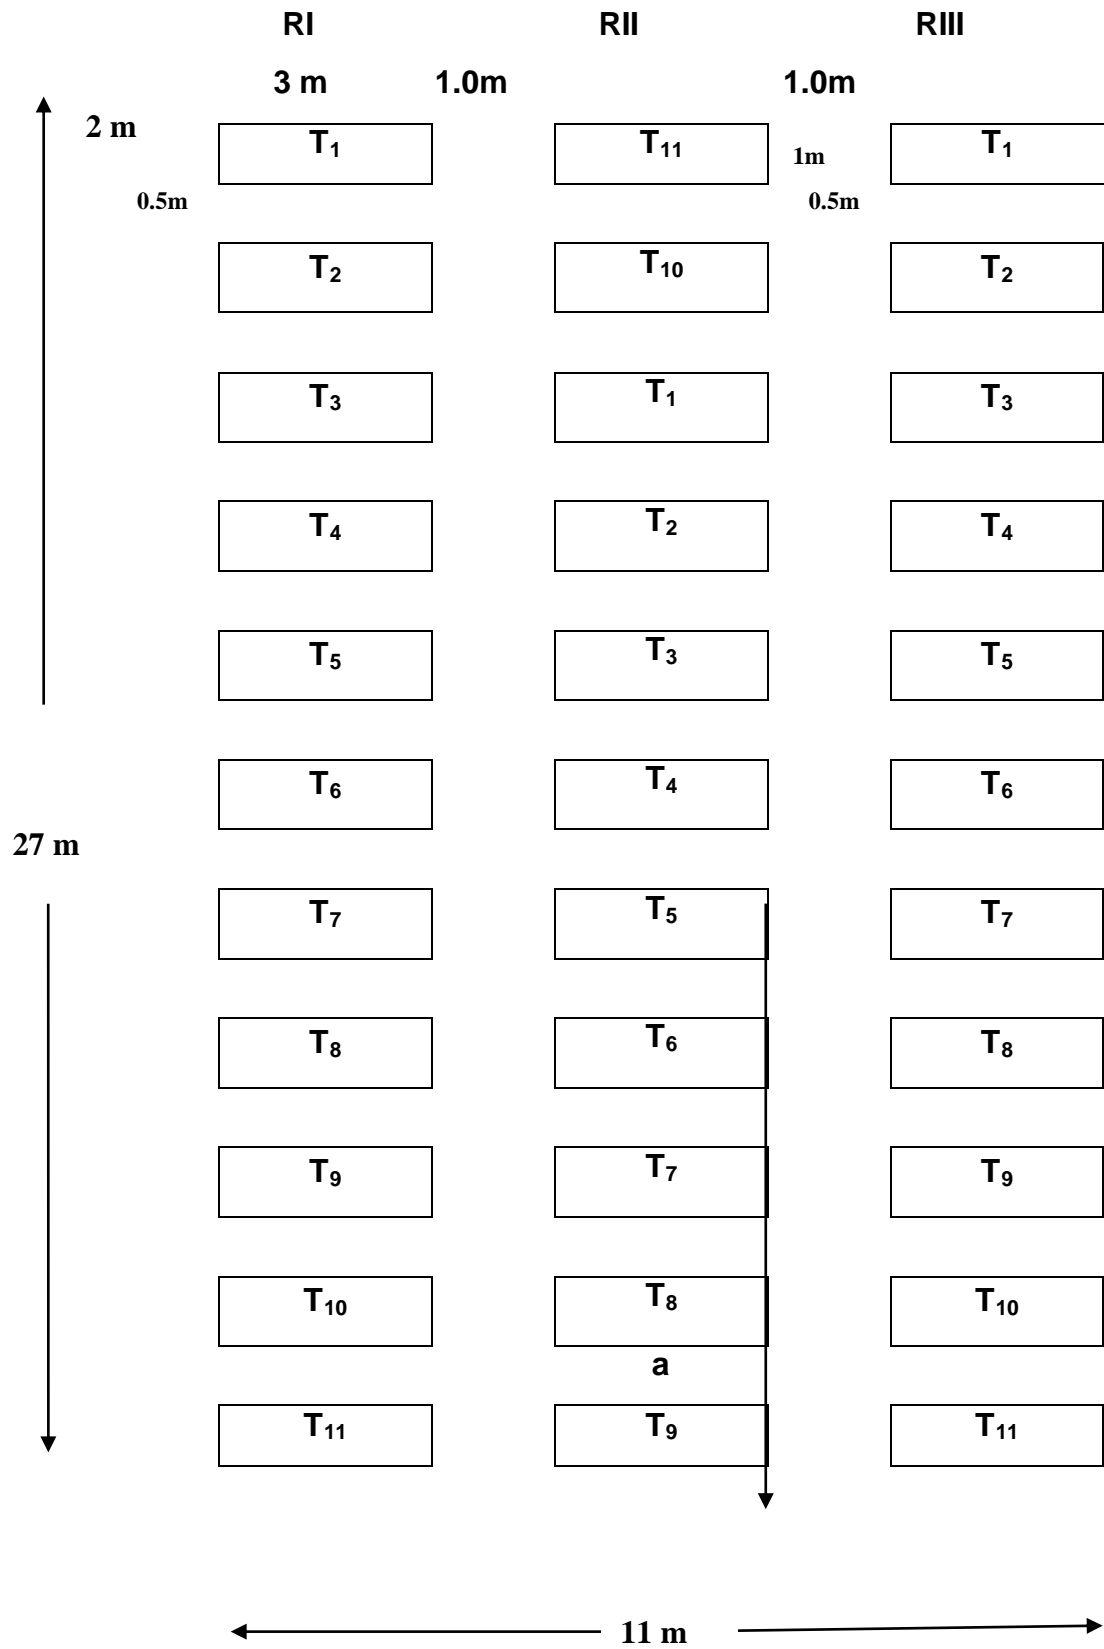 RI RII RIII
3 m 1.0m 1.0m
2 m T₁ T₁₁ 1m T₁
0.5m 0.5m
T₂ T₁₀ T₂
T₃ T₁ T₃
T₄ T₂ T₄
T₅ T₃ T₅
T₆ T₄ T₆
27 m
T₇ T₅ T₇
T₈ T₆ T₈
T₉ T₇ T₉
T₁₀ T₈ T₁₀
a
T₁₁ T₉ T₁₁
11 m